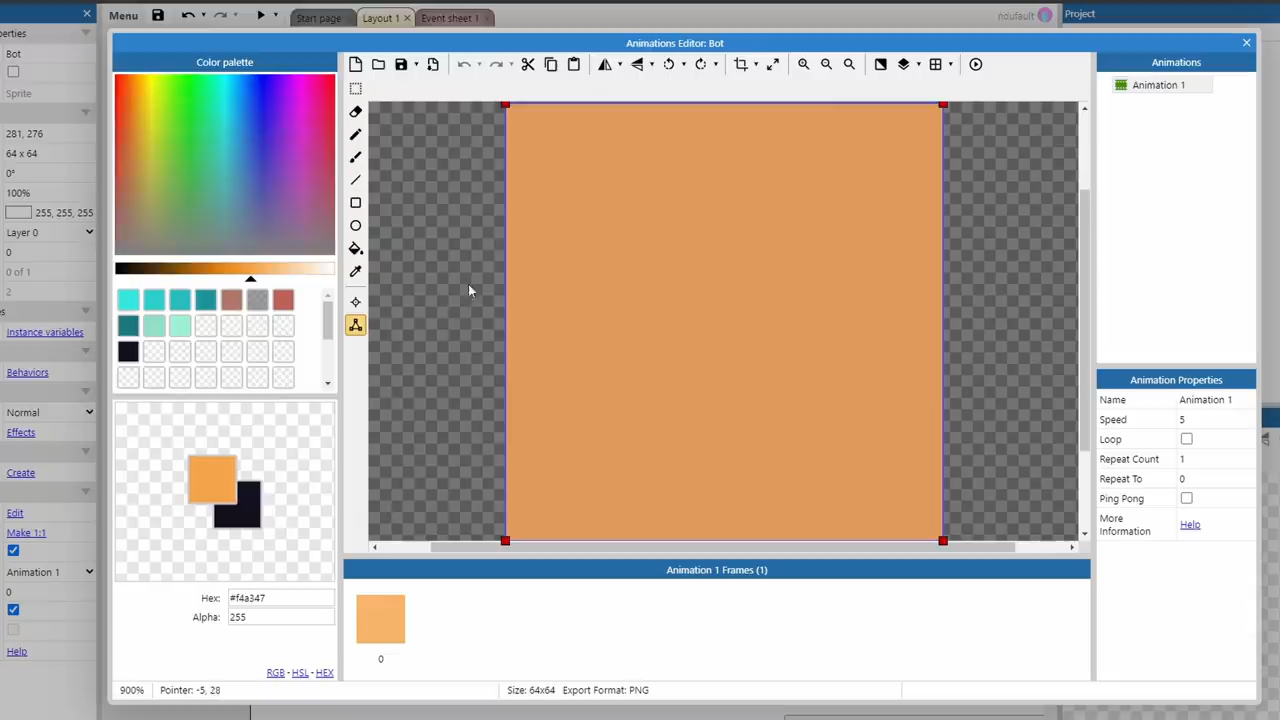 Menu
Start page
Layout 1
Event sheet 1
ndufault
Project
Bot
Sprite
281, 276
64 x 64
0°
100%
255, 255, 255
Layer 0
0
0 of 1
2
Instance variables
Behaviors
Normal
Effects
Create
Edit
Make 1:1
Animation 1
0
Help
Animations Editor: Bot
Color palette
Hex: #f4a347
Alpha: 255
RGB - HSL - HEX
Animation 1 Frames (1)
0
900%
Pointer: -5, 28
Size: 64x64 Export Format: PNG
Animations
Animation 1
Animation Properties
Name Animation 1
Speed 5
Loop
Repeat Count 1
Repeat To 0
Ping Pong
More
Information
Help